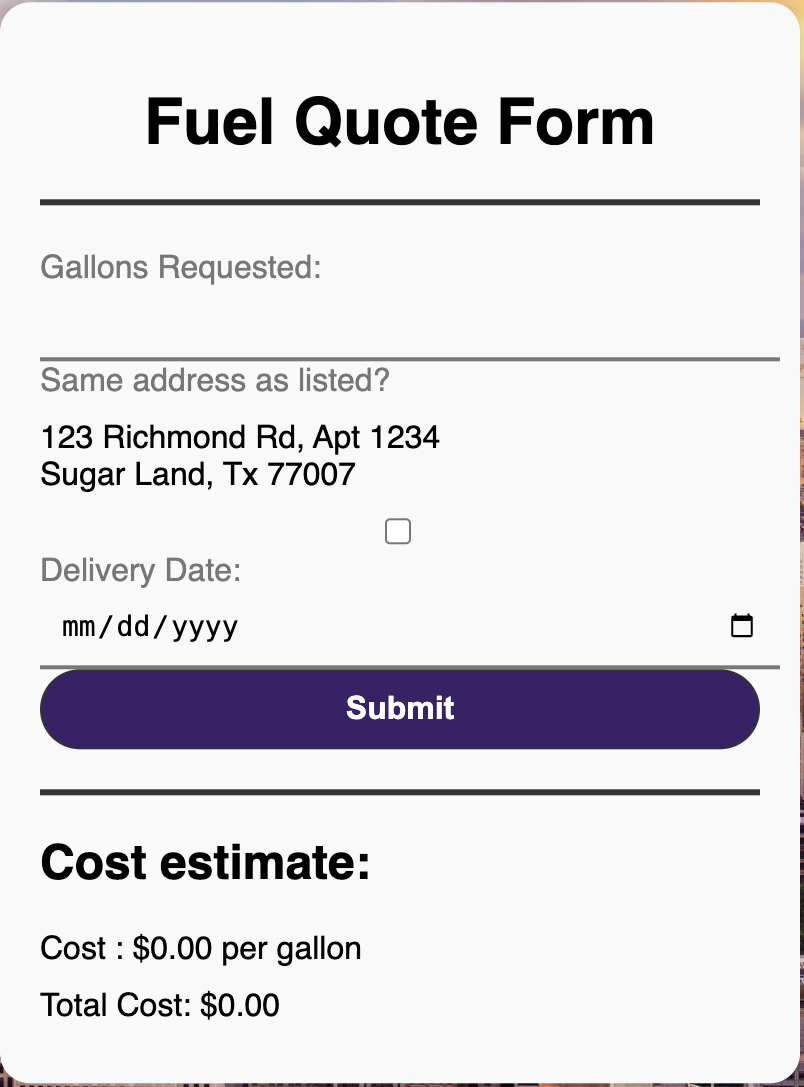 Fuel Quote Form
Gallons Requested:
Same address as listed?
123 Richmond Rd, Apt 1234
Sugar Land, Tx 77007
Delivery Date:
mm/dd/yyyy
Submit
Cost estimate:
Cost : $0.00 per gallon
Total Cost: $0.00